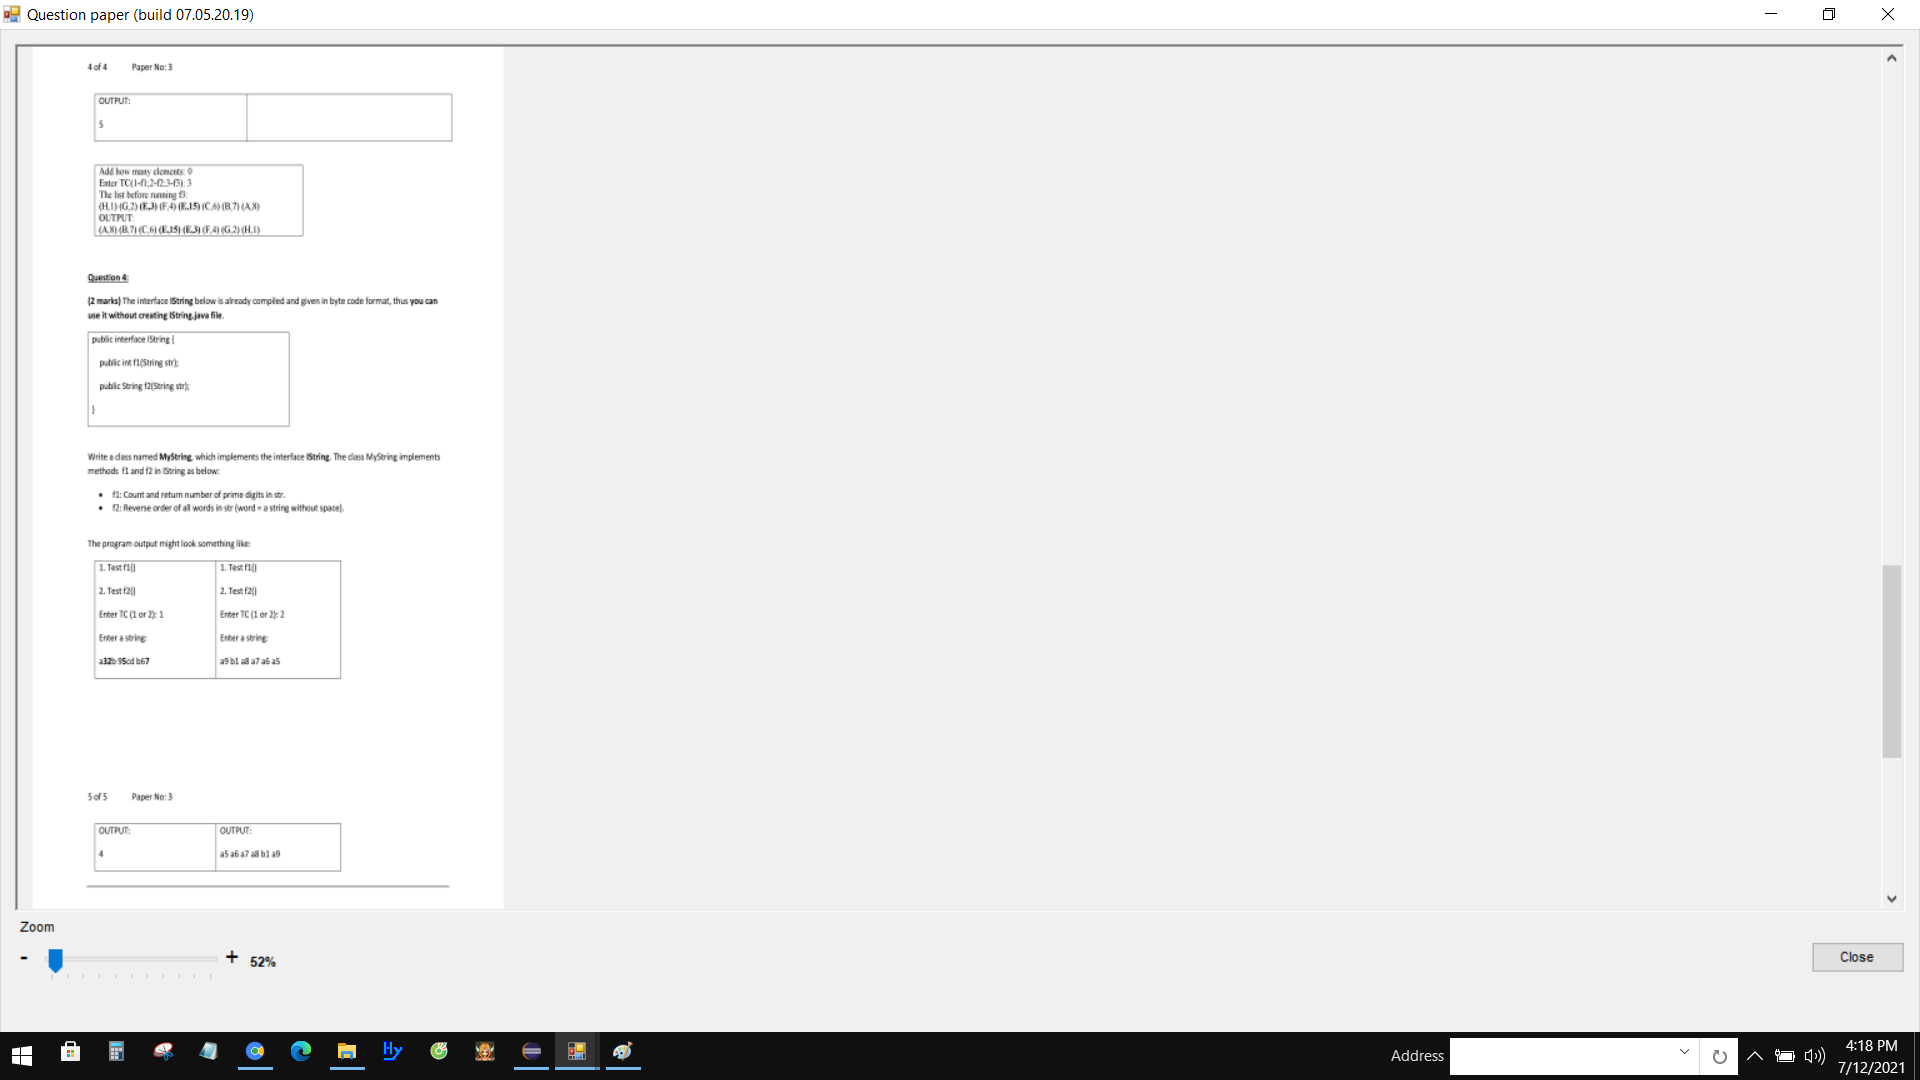 Question paper (build 07.05.20.19)
4 of 4 Paper No: 3
OUTPUT:
5
Add how many elements: 0
Enter TC(1-f1;2-f2;3-f3): 3
The list before running f3:
(H,1) (G,2) (E,3) (F,4) (E,15) (C,6) (B,7) (A,8)
OUTPUT:
(A,8) (B,7) (C,6) (E,15) (E,3) (F,4) (G,2) (H,1)
Question 4:
(2 marks) The interface IString below is already compiled and given in byte code format, thus you can
use it without creating IString.java file.
public interface IString {
public int f1(String str);
public String f2(String str);
}
Write a class named MyString, which implements the interface IString. The class MyString implements
methods f1 and f2 in IString as below:
• f1: Count and return number of prime digits in str.
• f2: Reverse order of all words in str (word = a string without space).
The program output might look something like:
1. Test f1()
2. Test f2()
Enter TC (1 or 2): 1
Enter a string:
a32b 95cd b67
1. Test f1()
2. Test f2()
Enter TC (1 or 2): 2
Enter a string:
a9 b1 a8 a7 a6 a5
5 of 5 Paper No: 3
OUTPUT:
4
OUTPUT:
a5 a6 a7 a8 b1 a9
Zoom
- + 52%
Close
Hy
Address
4:18 PM
7/12/2021